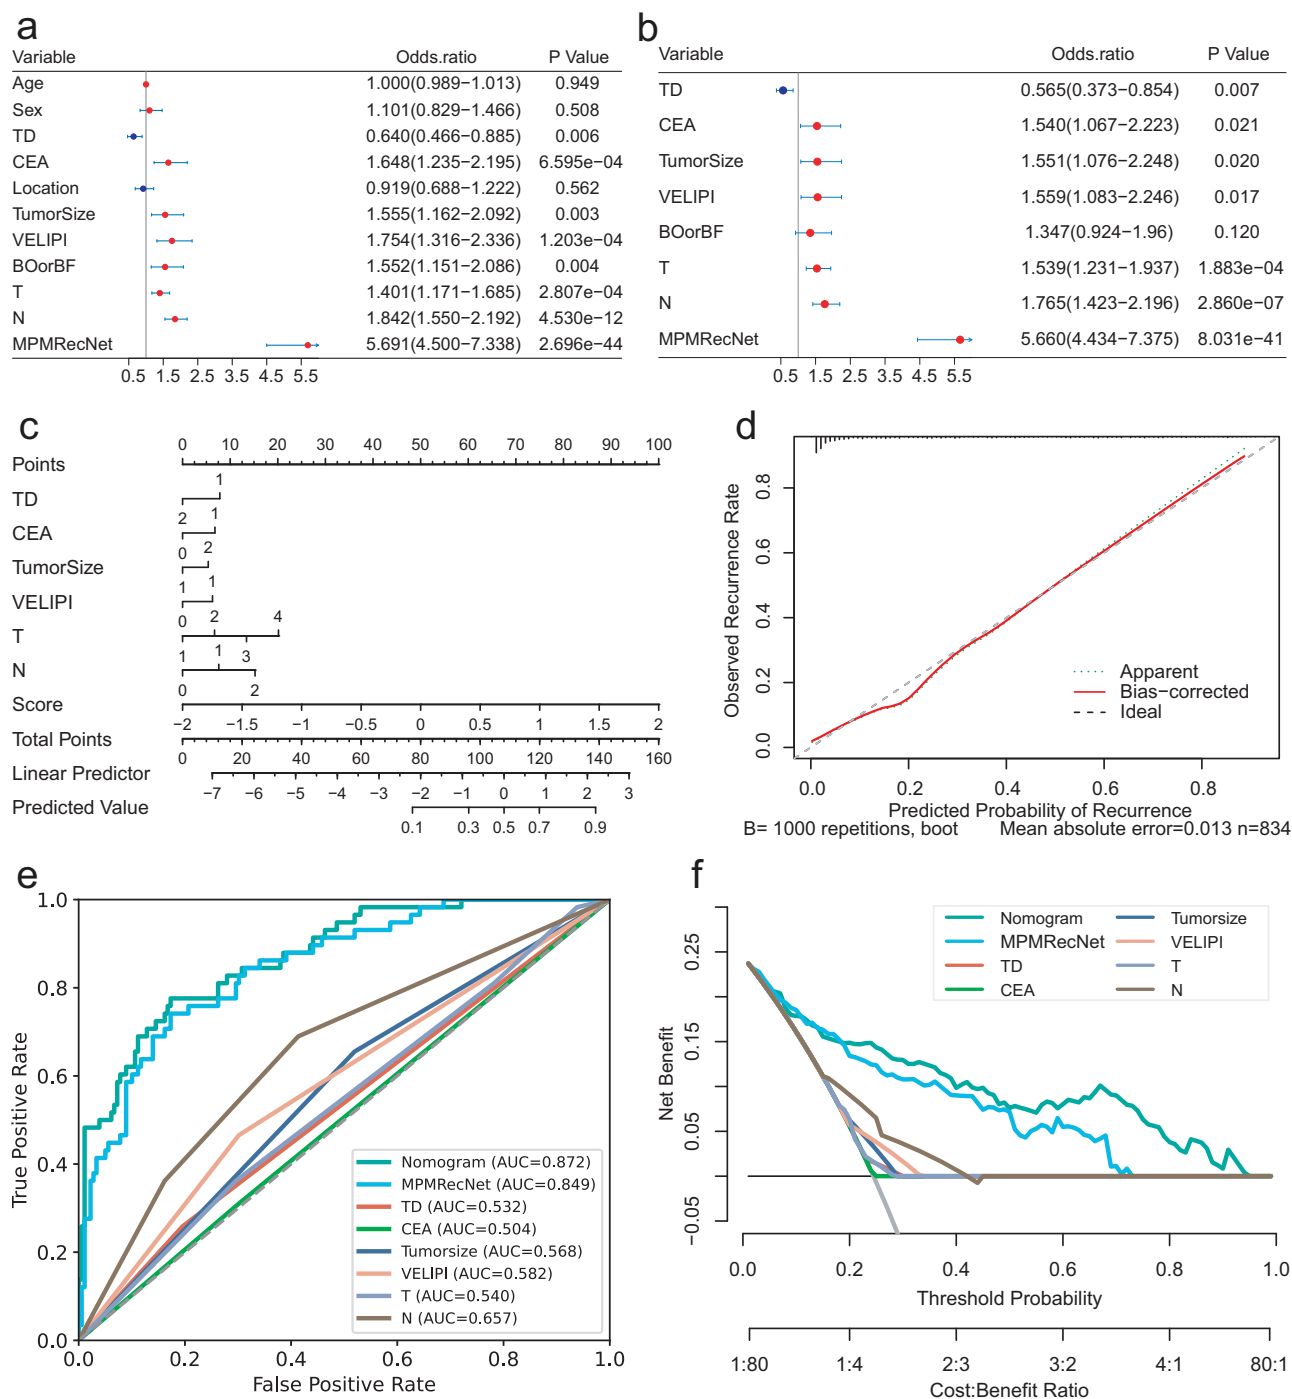 a
Variable Odds.ratio P Value
Age 1.000(0.989−1.013) 0.949
Sex 1.101(0.829−1.466) 0.508
TD 0.640(0.466−0.885) 0.006
CEA 1.648(1.235−2.195) 6.595e−04
Location 0.919(0.688−1.222) 0.562
TumorSize 1.555(1.162−2.092) 0.003
VELIPI 1.754(1.316−2.336) 1.203e−04
BOorBF 1.552(1.151−2.086) 0.004
T 1.401(1.171−1.685) 2.807e−04
N 1.842(1.550−2.192) 4.530e−12
MPMRecNet 5.691(4.500−7.338) 2.696e−44
0.5 1.5 2.5 3.5 4.5 5.5
b
Variable Odds.ratio P Value
TD 0.565(0.373−0.854) 0.007
CEA 1.540(1.067−2.223) 0.021
TumorSize 1.551(1.076−2.248) 0.020
VELIPI 1.559(1.083−2.246) 0.017
BOorBF 1.347(0.924−1.96) 0.120
T 1.539(1.231−1.937) 1.883e−04
N 1.765(1.423−2.196) 2.860e−07
MPMRecNet 5.660(4.434−7.375) 8.031e−41
0.5 1.5 2.5 3.5 4.5 5.5
c
0 10 20 30 40 50 60 70 80 90 100
Points
1
TD
2 1
CEA
0 2
TumorSize
1 1
VELIPI
0 2 4
T
1 1 3
N
0 2
Score
−2 −1.5 −1 −0.5 0 0.5 1 1.5 2
Total Points
0 20 40 60 80 100 120 140 160
Linear Predictor
−7 −6 −5 −4 −3 −2 −1 0 1 2 3
Predicted Value
0.1 0.3 0.5 0.7 0.9
d
Observed Recurrence Rate
0.8
0.6
0.4
0.2
0.0
Apparent
Bias−corrected
Ideal
0.0 0.2 0.4 0.6 0.8
Predicted Probability of Recurrence
B= 1000 repetitions, boot Mean absolute error=0.013 n=834
e
True Positive Rate
1.0
0.8
0.6
0.4
0.2
0.0
Nomogram (AUC=0.872)
MPMRecNet (AUC=0.849)
TD (AUC=0.532)
CEA (AUC=0.504)
Tumorsize (AUC=0.568)
VELIPI (AUC=0.582)
T (AUC=0.540)
N (AUC=0.657)
0.0 0.2 0.4 0.6 0.8 1.0
False Positive Rate
f
Net Benefit
0.25
0.15
0.05
−0.05
Nomogram Tumorsize
MPMRecNet VELIPI
TD T
CEA N
0.0 0.2 0.4 0.6 0.8 1.0
Threshold Probability
1:80 1:4 2:3 3:2 4:1 80:1
Cost:Benefit Ratio